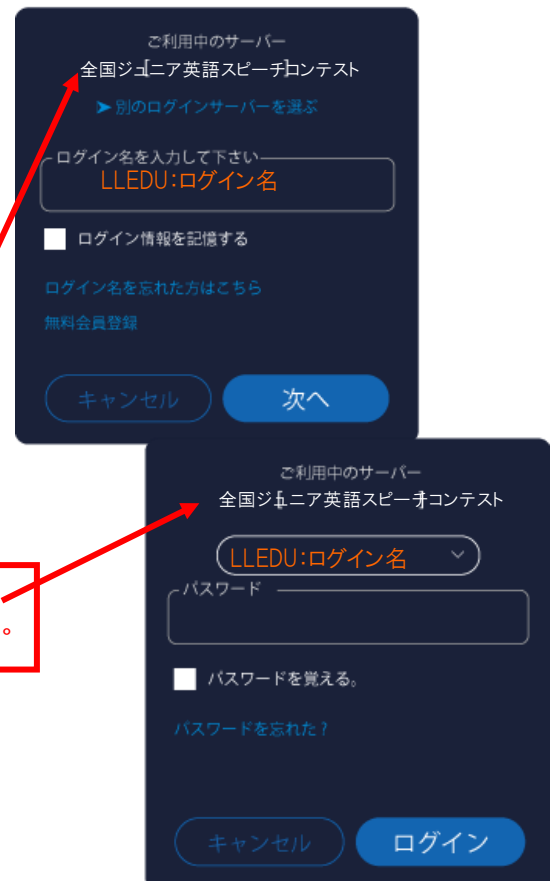 ご利用中のサーバー
全国ジュニア英語スピーチコンテスト
➤ 別のログインサーバーを選ぶ
ログイン名を入力して下さい
LLEDU:ログイン名
ログイン情報を記憶する
ログイン名を忘れた方はこちら
無料会員登録
キャンセル 次へ
ご利用中のサーバー
全国ジュニア英語スピーチコンテスト
LLEDU:ログイン名
パスワード
。
パスワードを覚える。
パスワードを忘れた?
キャンセル ログイン